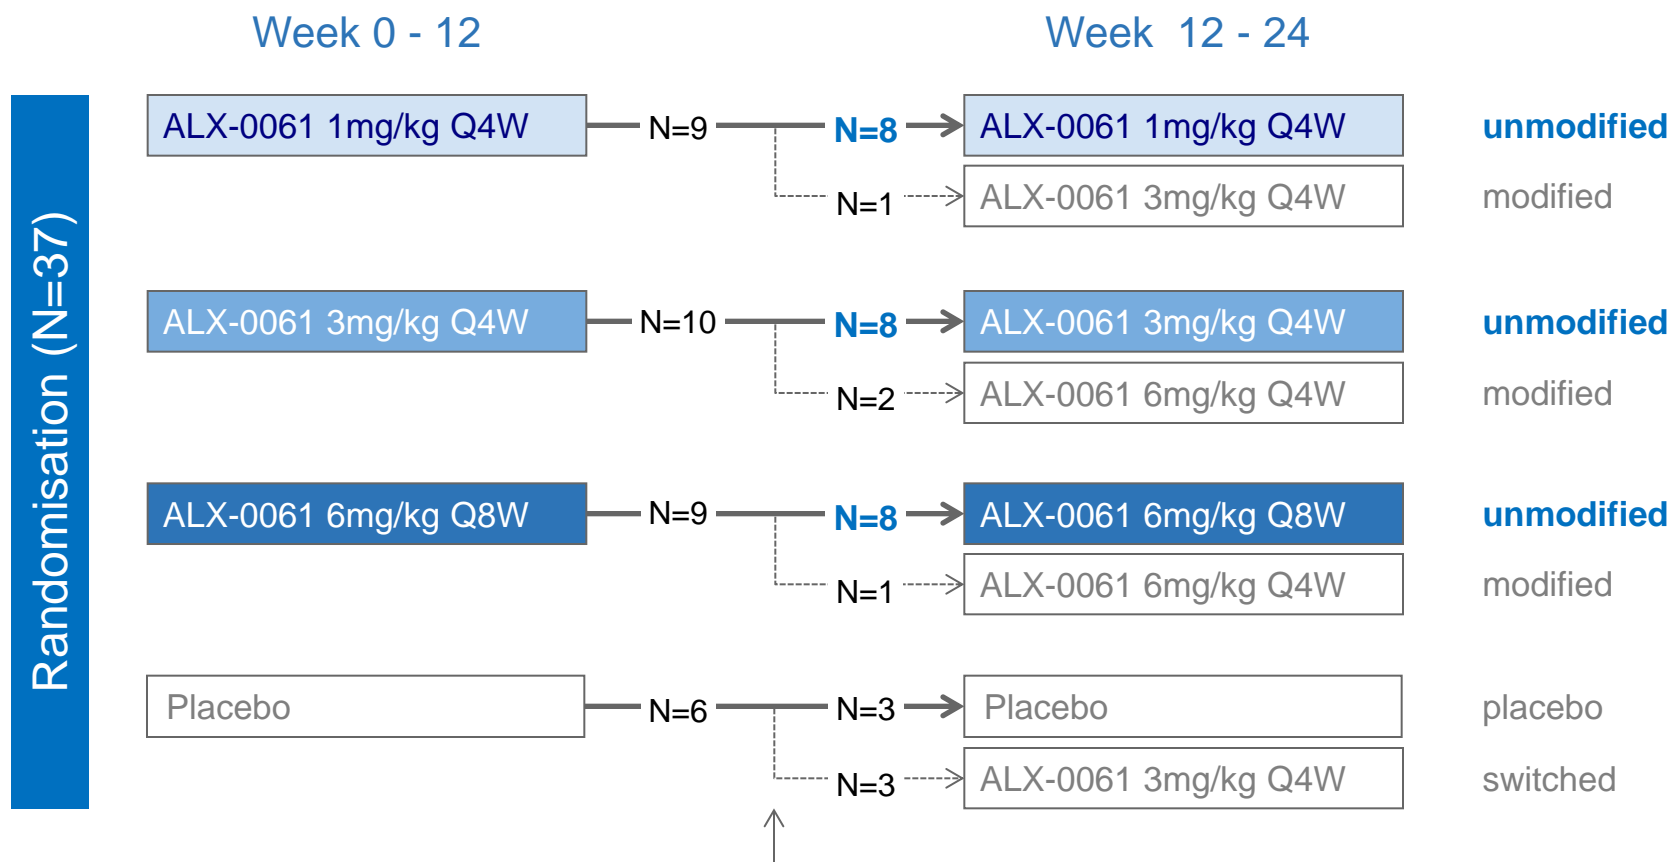 Week 0 - 12
Week 12 - 24
Randomisation (N=37)
ALX-0061 1mg/kg Q4W
N=9
N=8
ALX-0061 1mg/kg Q4W
unmodified
N=1
ALX-0061 3mg/kg Q4W
modified
ALX-0061 3mg/kg Q4W
N=10
N=8
ALX-0061 3mg/kg Q4W
unmodified
N=2
ALX-0061 6mg/kg Q4W
modified
ALX-0061 6mg/kg Q8W
N=9
N=8
ALX-0061 6mg/kg Q8W
unmodified
N=1
ALX-0061 6mg/kg Q4W
modified
Placebo
N=6
N=3
Placebo
placebo
N=3
ALX-0061 3mg/kg Q4W
switched